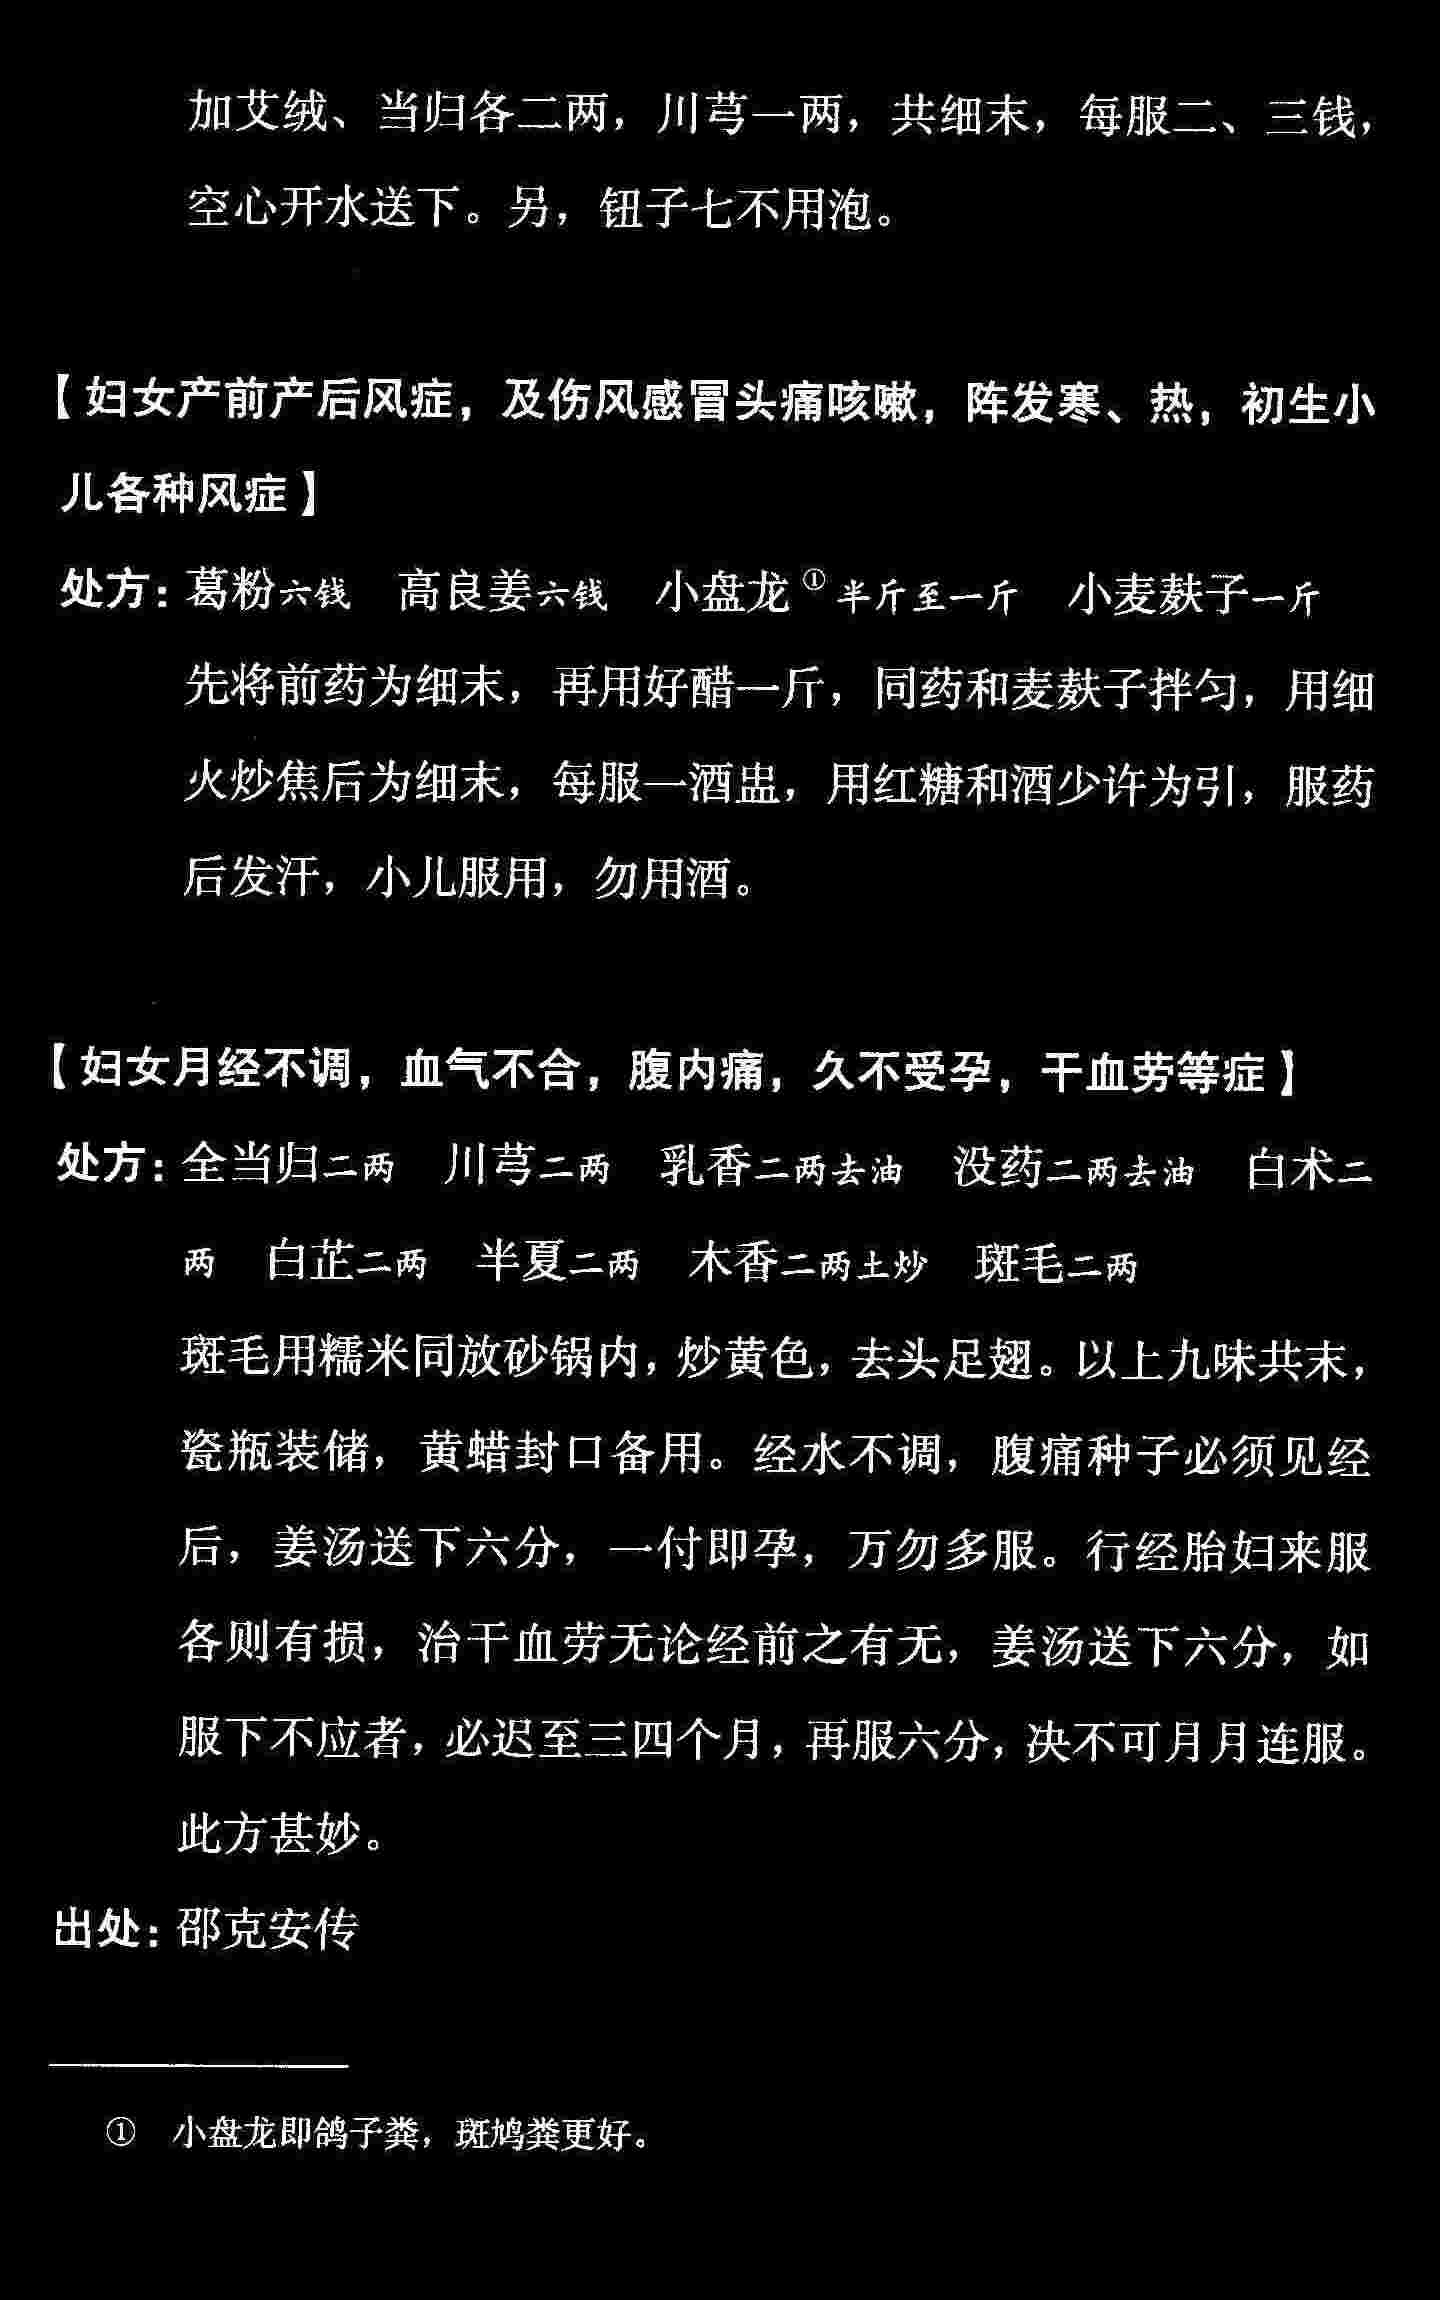 加艾绒、当归各二两，川芎一两，共细末，每服二、三钱，
空心开水送下。另，钮子七不用泡。
【妇女产前产后风症，及伤风感冒头痛咳嗽，阵发寒、热，初生小
儿各种风症】
处方：葛粉六钱 高良姜六钱 小盘龙①半斤至一斤 小麦麸子一斤
先将前药为细末，再用好醋一斤，同药和麦麸子拌匀，用细
火炒焦后为细末，每服一酒盅，用红糖和酒少许为引，服药
后发汗，小儿服用，勿用酒。
【妇女月经不调，血气不合，腹内痛，久不受孕，干血劳等症】
处方：全当归二两 川芎二两 乳香二两去油 没药二两去油 白术二
两 白芷二两 半夏二两 木香二两土炒 斑毛二两
斑毛用糯米同放砂锅内，炒黄色，去头足翅。以上九味共末，
瓷瓶装储，黄蜡封口备用。经水不调，腹痛种子必须见经
后，姜汤送下六分，一付即孕，万勿多服。行经胎妇来服
各则有损，治干血劳无论经前之有无，姜汤送下六分，如
服下不应者，必迟至三四个月，再服六分，决不可月月连服。
此方甚妙。
出处：邵克安传
① 小盘龙即鸽子粪，斑鸠粪更好。